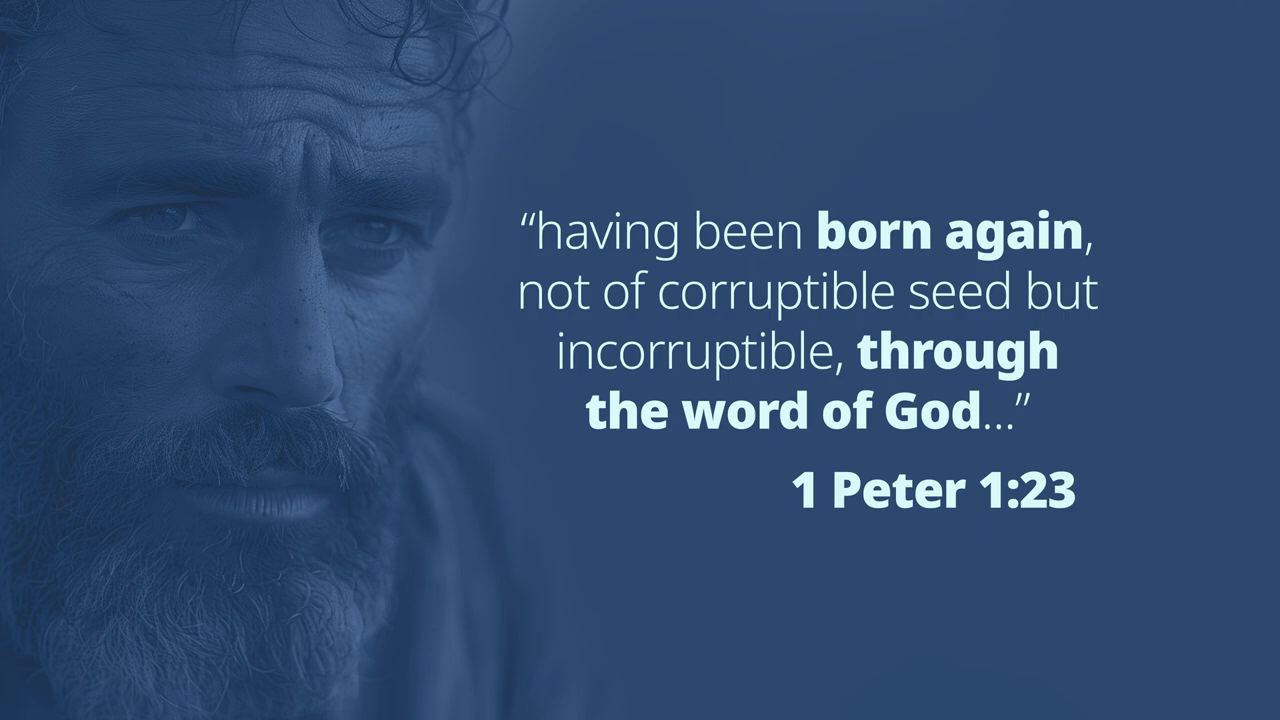 “having been born again,
not of corruptible seed but
incorruptible, through
the word of God...”
1 Peter 1:23